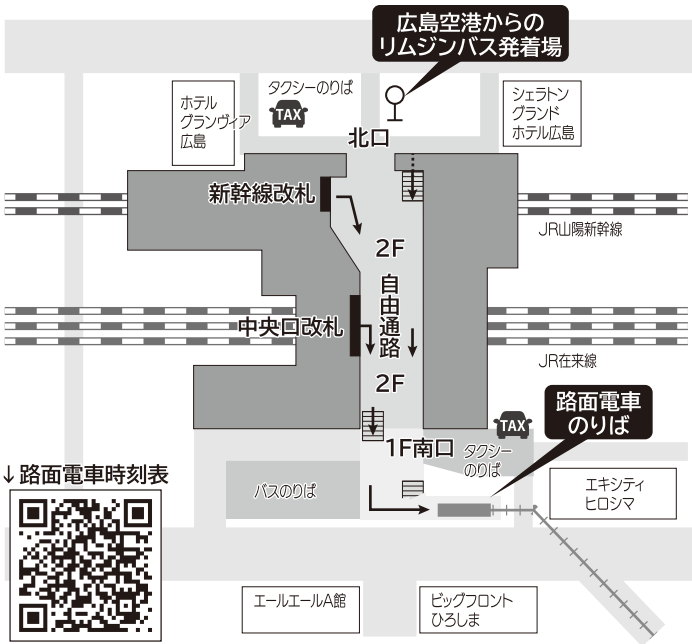 広島空港からの
リムジンバス発着場
タクシーのりば
TAX
ホテル
グランヴィア
広島
シェラトン
グランド
ホテル広島
北口
新幹線改札
2F
JR山陽新幹線
自由通路
中央口改札
2F
JR在来線
路面電車
のりば
TAX
1F南口
タクシー
のりば
↓路面電車時刻表
バスのりば
エキシティ
ヒロシマ
エールエールA館
ビッグフロント
ひろしま